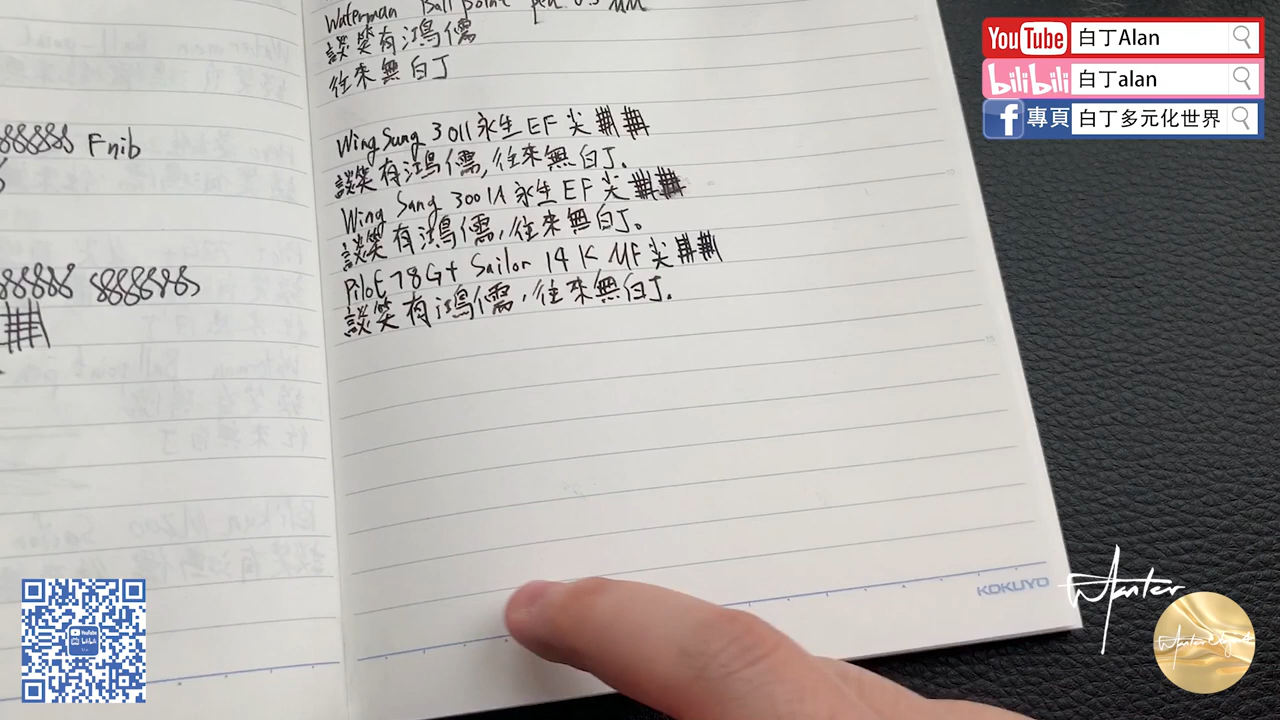 Waterman Ball point pen 0.5 mm
談笑有鴻儒
往來無白丁
Wing Sung 3011 永生 EF 尖
談笑有鴻儒,往來無白丁.
Wing Sang 3001A 永生 EF 尖
談笑有鴻儒,往來無白丁。
Pilot 78G+ Sailor 14K MF 尖
談笑有鴻儒,往來無白丁.
F nib
KOKUYO
YouTube 白丁Alan
bilibili 白丁alan
f 專頁 白丁多元化世界